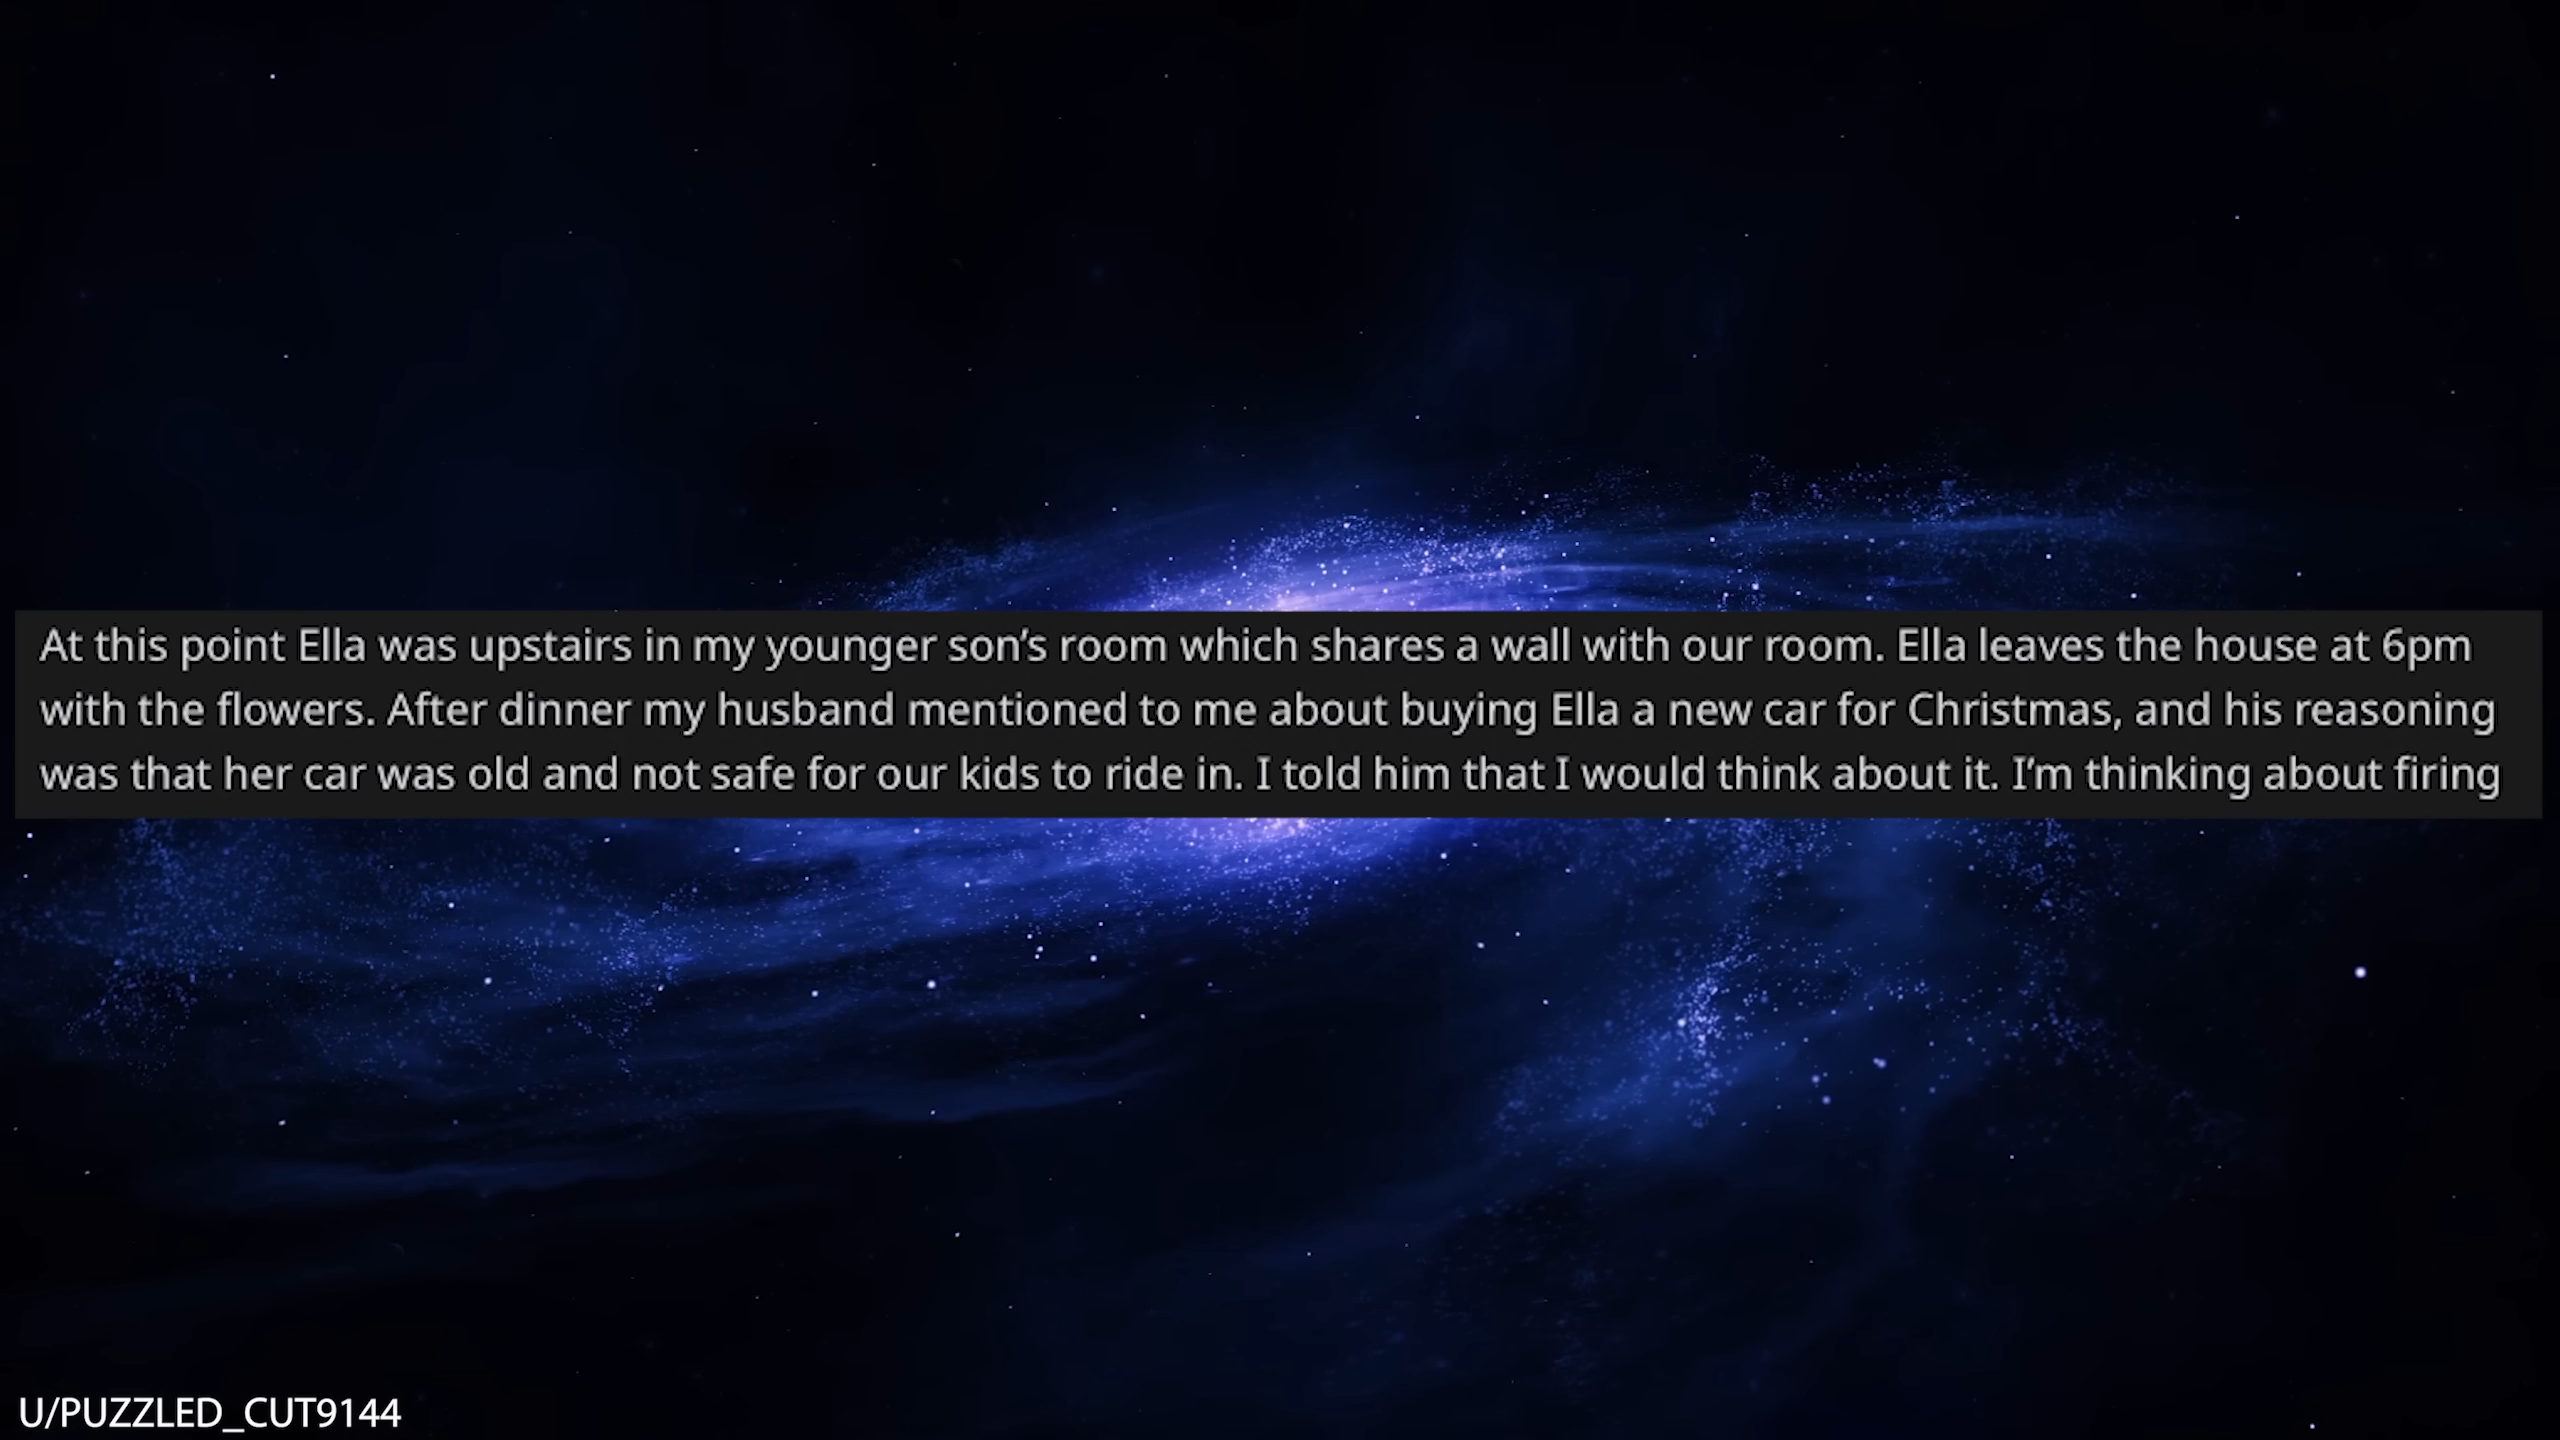 At this point Ella was upstairs in my younger son’s room which shares a wall with our room. Ella leaves the house at 6pm
with the flowers. After dinner my husband mentioned to me about buying Ella a new car for Christmas, and his reasoning
was that her car was old and not safe for our kids to ride in. I told him that I would think about it. I’m thinking about firing
U/PUZZLED_CUT9144